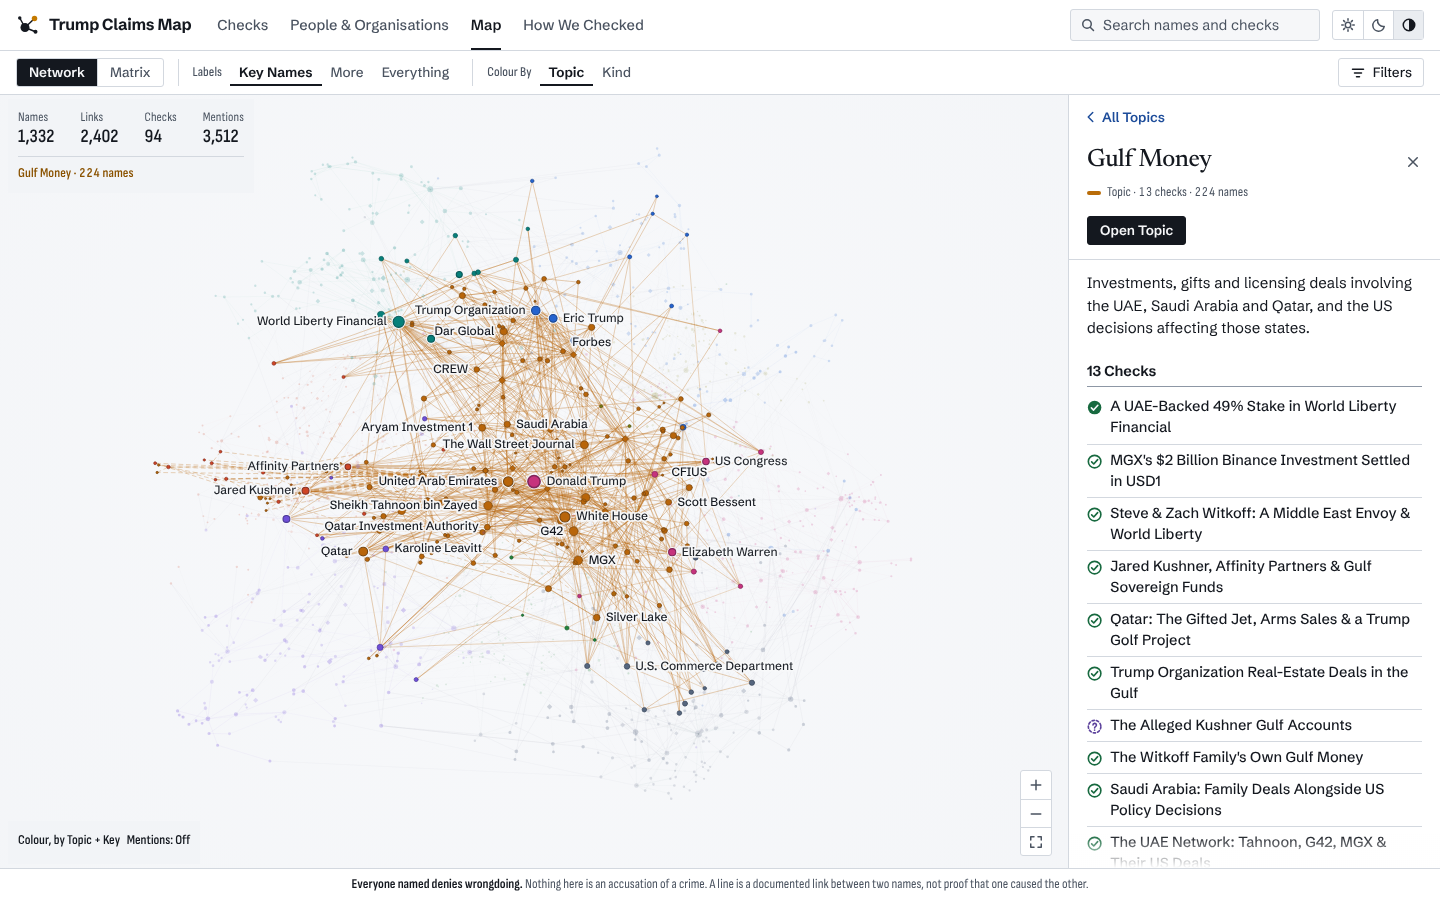 Trump Claims Map
Checks
People & Organisations
Map
How We Checked
Search names and checks
Network
Matrix
Labels
Key Names
More
Everything
Colour By
Topic
Kind
Filters
Names
Links
Checks
Mentions
1,332
2,402
94
3,512
Gulf Money · 224 names
Trump Organization
World Liberty Financial
Eric Trump
Dar Global
Forbes
CREW
Aryam Investment 1
Saudi Arabia
The Wall Street Journal
US Congress
Affinity Partners
CFIUS
United Arab Emirates
Donald Trump
Jared Kushner
Sheikh Tahnoon bin Zayed
Scott Bessent
White House
Qatar Investment Authority
G42
Qatar
Karoline Leavitt
Elizabeth Warren
MGX
Silver Lake
U.S. Commerce Department
Colour, by Topic + Key
Mentions: Off
All Topics
Gulf Money
Topic · 13 checks · 224 names
Open Topic
Investments, gifts and licensing deals involving
the UAE, Saudi Arabia and Qatar, and the US
decisions affecting those states.
13 Checks
A UAE-Backed 49% Stake in World Liberty
Financial
MGX's $2 Billion Binance Investment Settled
in USD1
Steve & Zach Witkoff: A Middle East Envoy &
World Liberty
Jared Kushner, Affinity Partners & Gulf
Sovereign Funds
Qatar: The Gifted Jet, Arms Sales & a Trump
Golf Project
Trump Organization Real-Estate Deals in the
Gulf
The Alleged Kushner Gulf Accounts
The Witkoff Family's Own Gulf Money
Saudi Arabia: Family Deals Alongside US
Policy Decisions
The UAE Network: Tahnoon, G42, MGX &
Their US Deals
Everyone named denies wrongdoing. Nothing here is an accusation of a crime. A line is a documented link between two names, not proof that one caused the other.